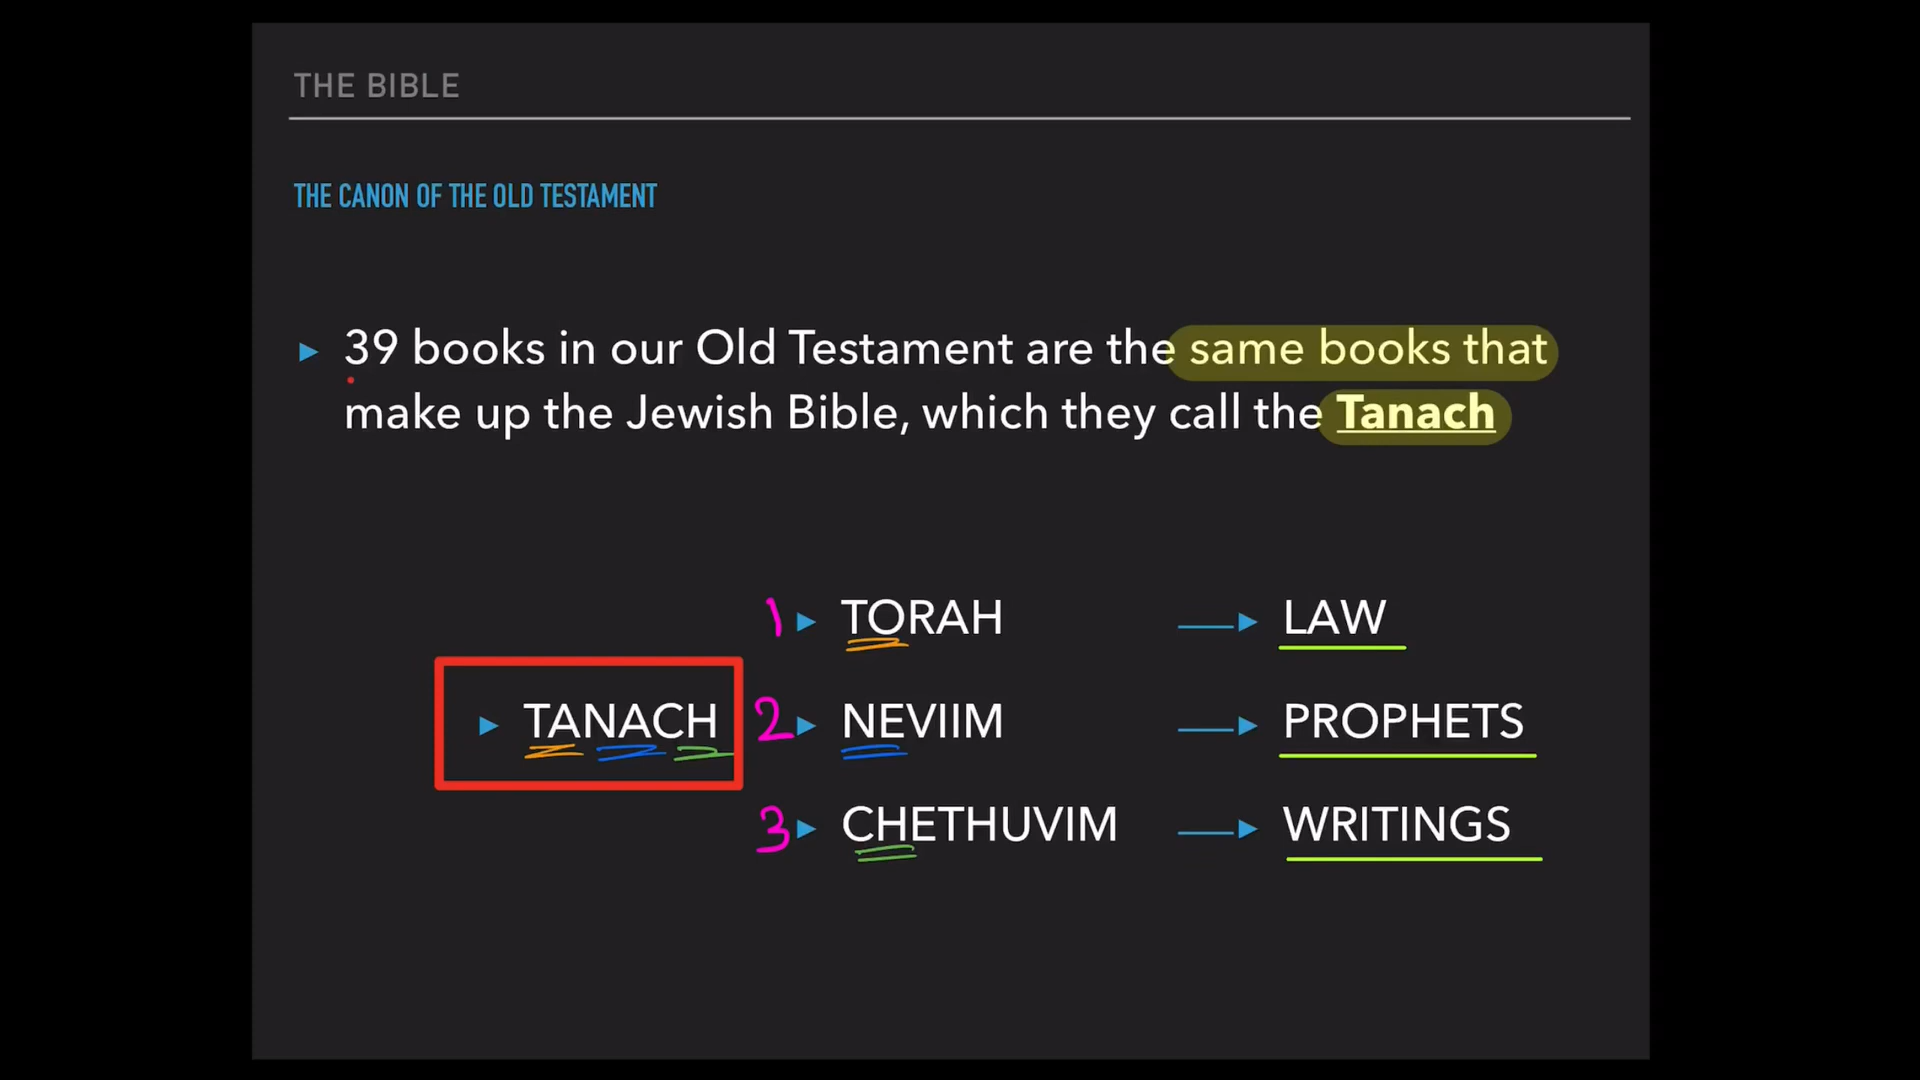 THE BIBLE
THE CANON OF THE OLD TESTAMENT
39 books in our Old Testament are the same books that
make up the Jewish Bible, which they call the Tanach
1 TORAH LAW
TANACH 2 NEVIIM PROPHETS
3 CHETHUVIM WRITINGS